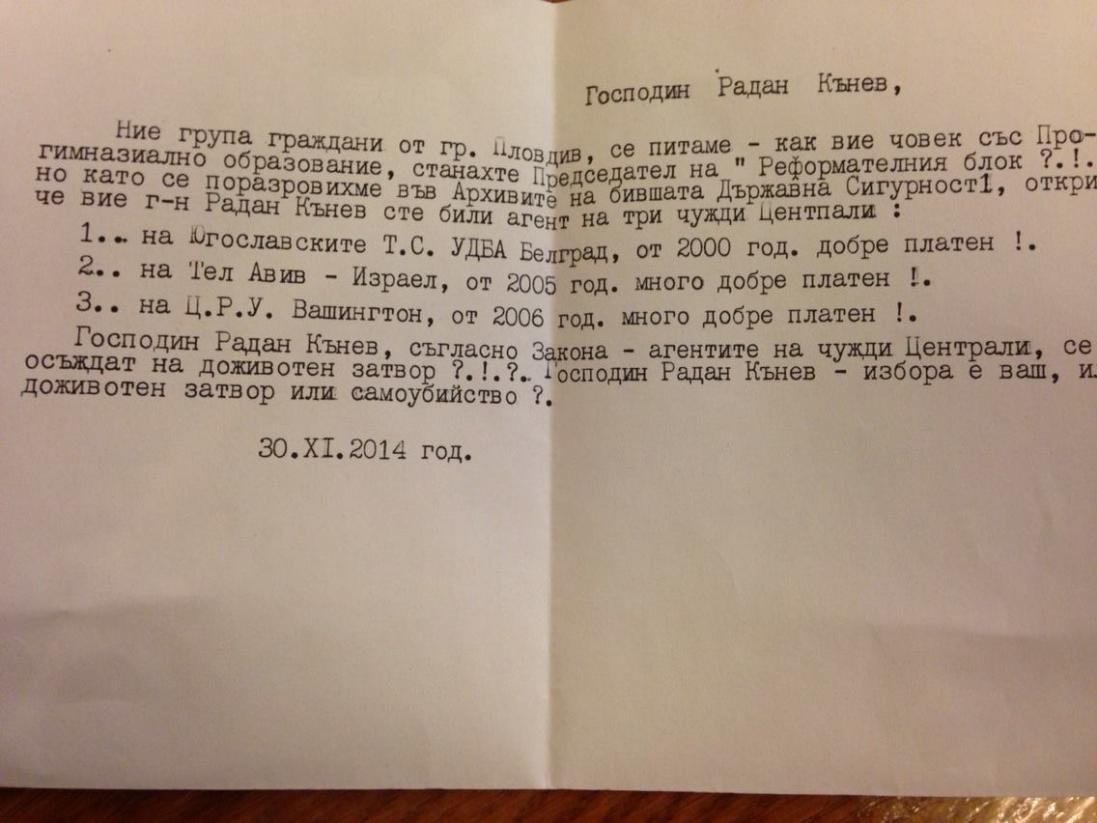 Господин Радан Кънев,
Ние група граждани от гр. Пловдив, се питаме - как вие човек със Про-
гимназиално образование, станахте Председател на " Реформателния блок ?.!.
но като се поразровихме във Архивите на бившата Държавна Сигурност1, откри
че вие г-н Радан Кънев сте били агент на три чужди Центпали :
1... на Югославските Т.С. УДБА Белград, от 2000 год. добре платен !.
2.. на Тел Авив - Израел, от 2005 год. много добре платен !.
3.. на Ц.Р.У. Вашингтон, от 2006 год. много добре платен !.
Господин Радан Кънев, съгласно Закона - агентите на чужди Централи, се
осъждат на доживотен затвор ?.!.?. Господин Радан Кънев - избора е ваш,
доживотен затвор или самоубийство ?.
30.XI.2014 год.